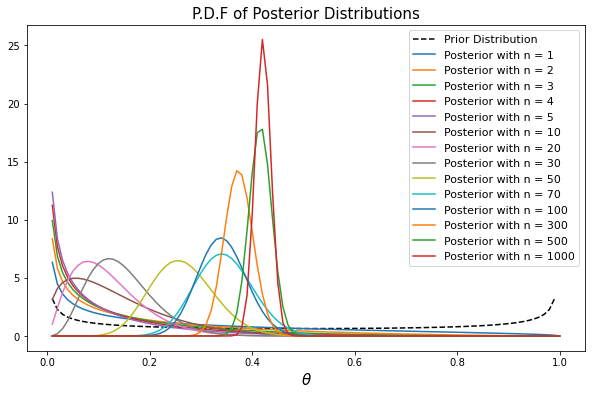 P.D.F of Posterior Distributions
25
20
15
10
5
0
0.0 0.2 0.4 0.6 0.8 1.0
θ
Prior Distribution
Posterior with n = 1
Posterior with n = 2
Posterior with n = 3
Posterior with n = 4
Posterior with n = 5
Posterior with n = 10
Posterior with n = 20
Posterior with n = 30
Posterior with n = 50
Posterior with n = 70
Posterior with n = 100
Posterior with n = 300
Posterior with n = 500
Posterior with n = 1000